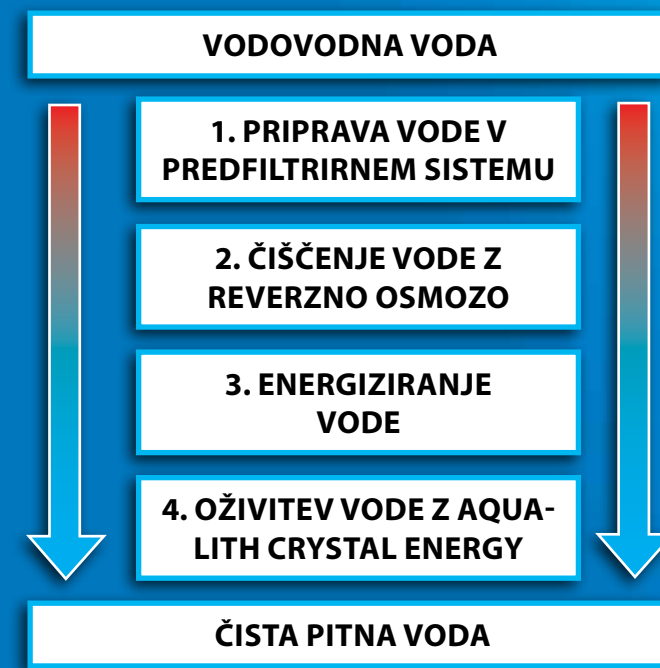 VODOVODNA VODA
1. PRIPRAVA VODE V
PREDFILTRIRNEM SISTEMU
2. ČIŠČENJE VODE Z
REVERZNO OSMOZO
3. ENERGIZIRANJE
VODE
4. OŽIVITEV VODE Z AQUA-
LITH CRYSTAL ENERGY
ČISTA PITNA VODA